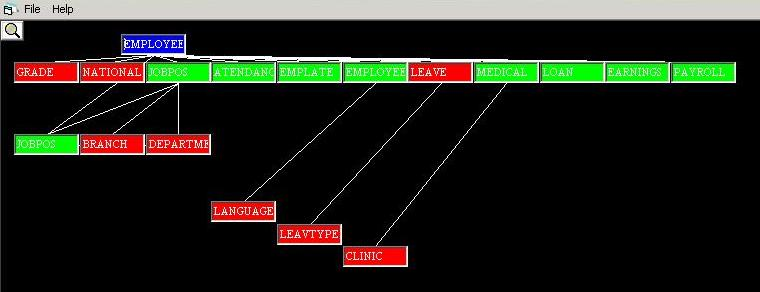 File Help
EMPLOYEE
GRADE NATIONAL JOBPOS ATENDANC EMPLATE EMPLOYEE LEAVE MEDICAL LOAN EARNINGS PAYROLL
JOBPOS BRANCH DEPARTME
LANGUAGE
LEAVTYPE
CLINIC